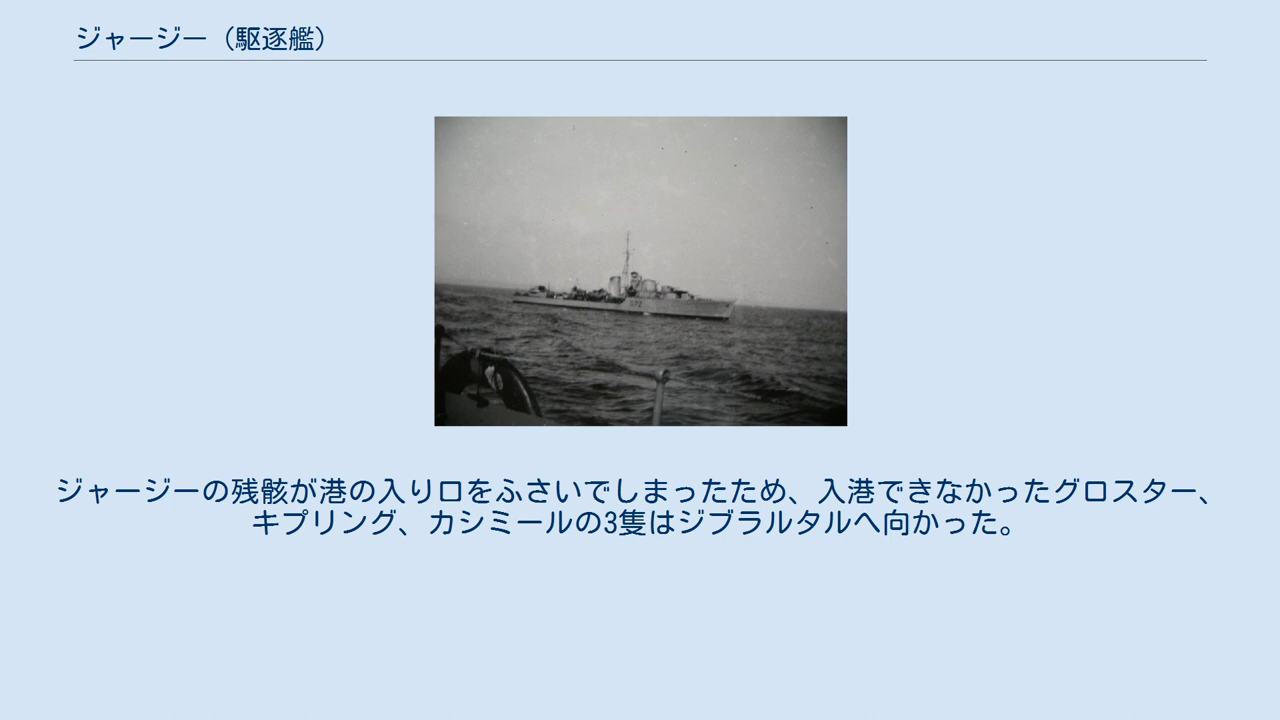 ジャージー（駆逐艦）
ジャージーの残骸が港の入り口をふさいでしまったため、入港できなかったグロスター、
キプリング、カシミールの3隻はジブラルタルへ向かった。